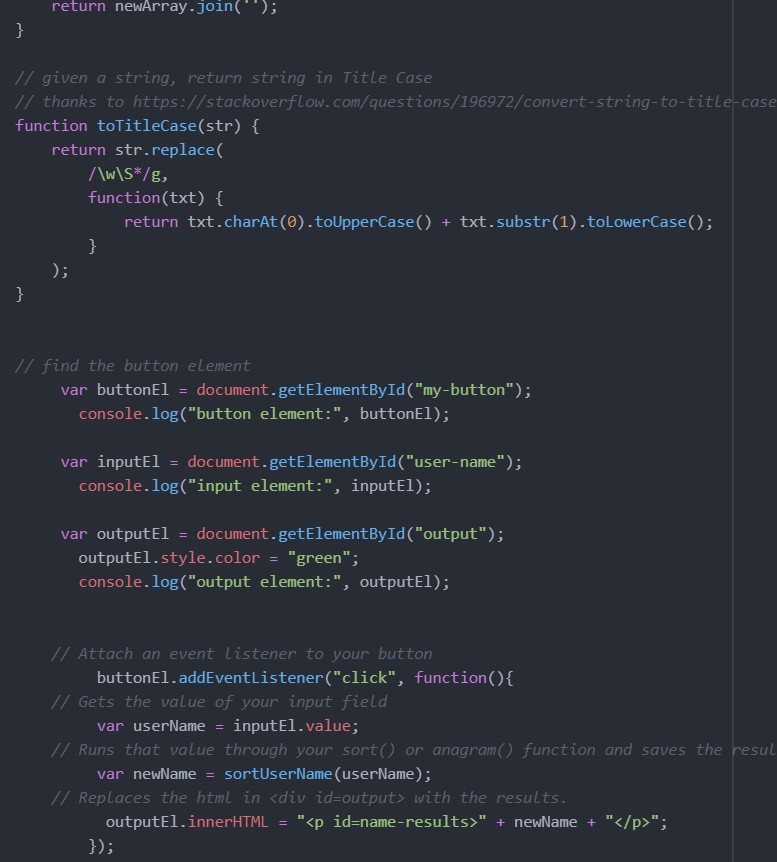 return newArray.join('');
}

// given a string, return string in Title Case
// thanks to https://stackoverflow.com/questions/196972/convert-string-to-title-case
function toTitleCase(str) {
    return str.replace(
        /\w\S*/g,
        function(txt) {
            return txt.charAt(0).toUpperCase() + txt.substr(1).toLowerCase();
        }
    );
}


// find the button element
     var buttonEl = document.getElementById("my-button");
       console.log("button element:", buttonEl);

     var inputEl = document.getElementById("user-name");
       console.log("input element:", inputEl);

     var outputEl = document.getElementById("output");
       outputEl.style.color = "green";
       console.log("output element:", outputEl);


    // Attach an event listener to your button
         buttonEl.addEventListener("click", function(){
    // Gets the value of your input field
         var userName = inputEl.value;
    // Runs that value through your sort() or anagram() function and saves the resul
         var newName = sortUserName(userName);
    // Replaces the html in <div id=output> with the results.
          outputEl.innerHTML = "<p id=name-results>" + newName + "</p>";
        });